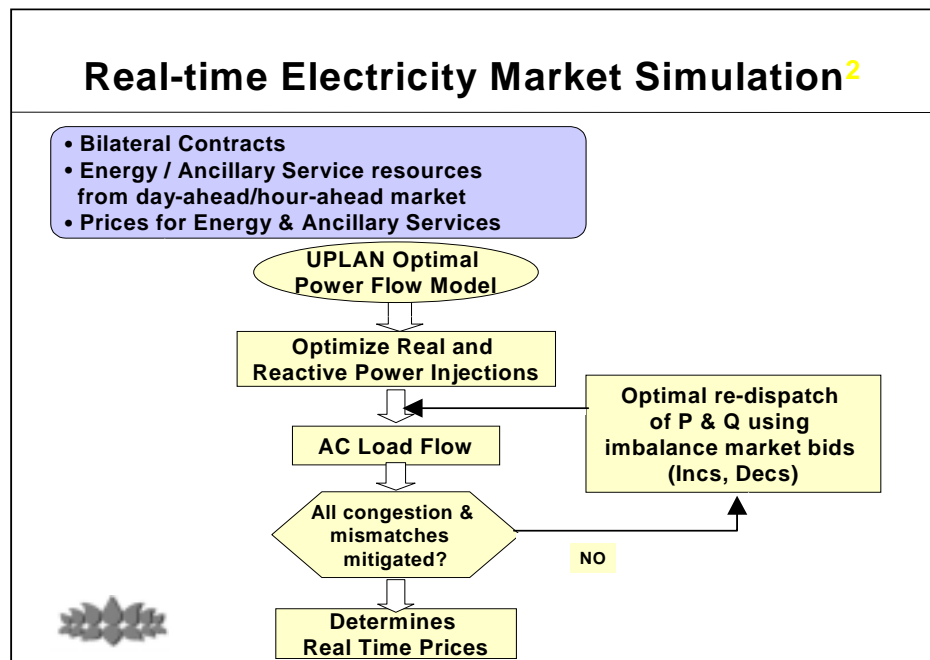 Real-time Electricity Market Simulation2
• Bilateral Contracts
• Energy / Ancillary Service resources
from day-ahead/hour-ahead market
• Prices for Energy & Ancillary Services
UPLAN Optimal
Power Flow Model
Optimize Real and
Reactive Power Injections
Optimal re-dispatch
of P & Q using
imbalance market bids
(Incs, Decs)
AC Load Flow
All congestion &
mismatches
mitigated?
NO
Determines
Real Time Prices